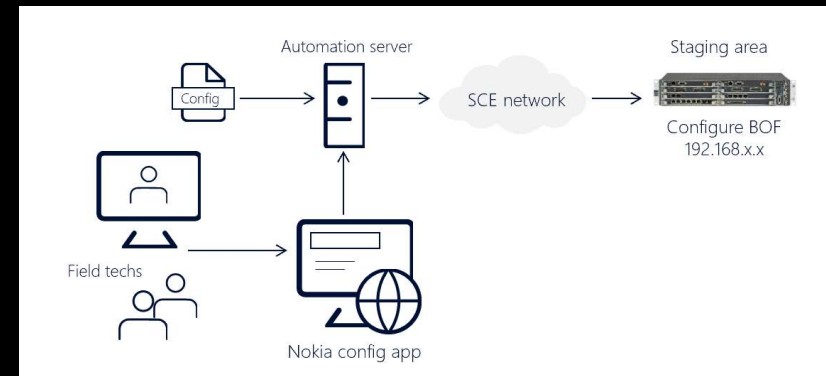 Automation server
Staging area
Config
SCE network
Configure BOF
192.168.x.x
Field techs
Nokia config app